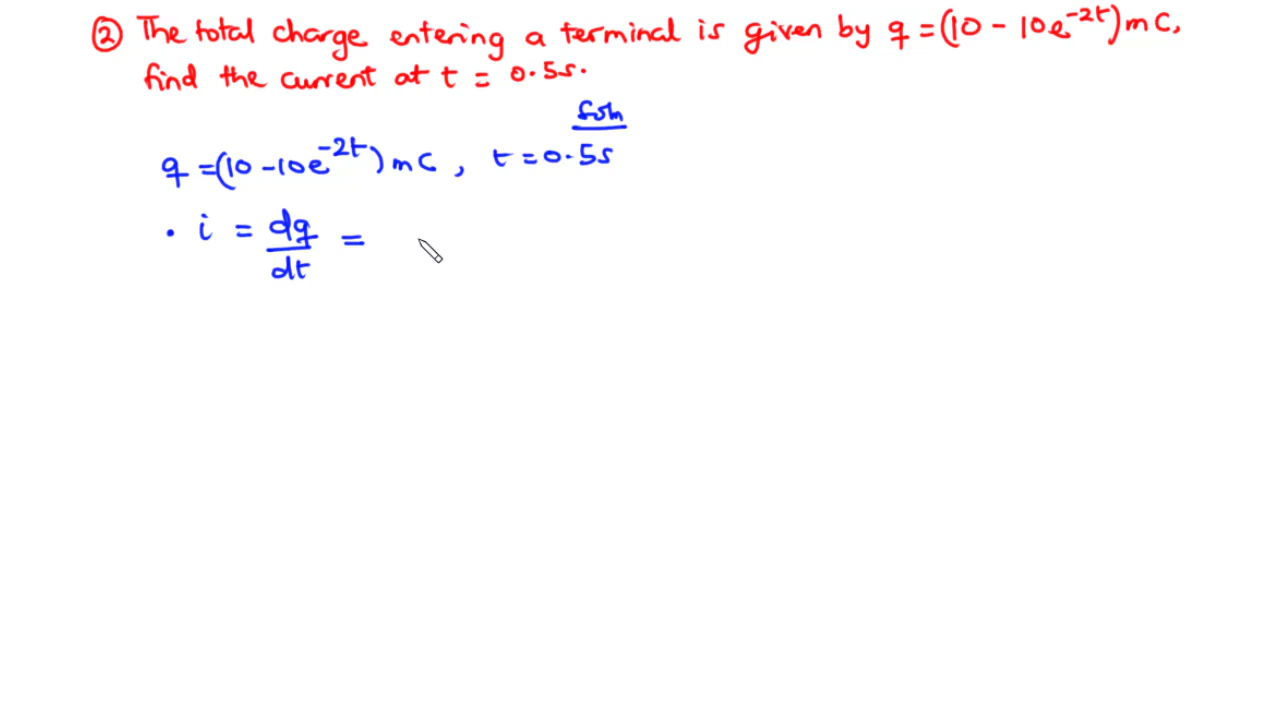 ② The total charge entering a terminal is given by q = (10 - 10e⁻²ᵗ) mC,
find the current at t = 0.5s.
soln
q = (10 - 10e⁻²ᵗ) mC, t = 0.5s
• i = dq/dt =